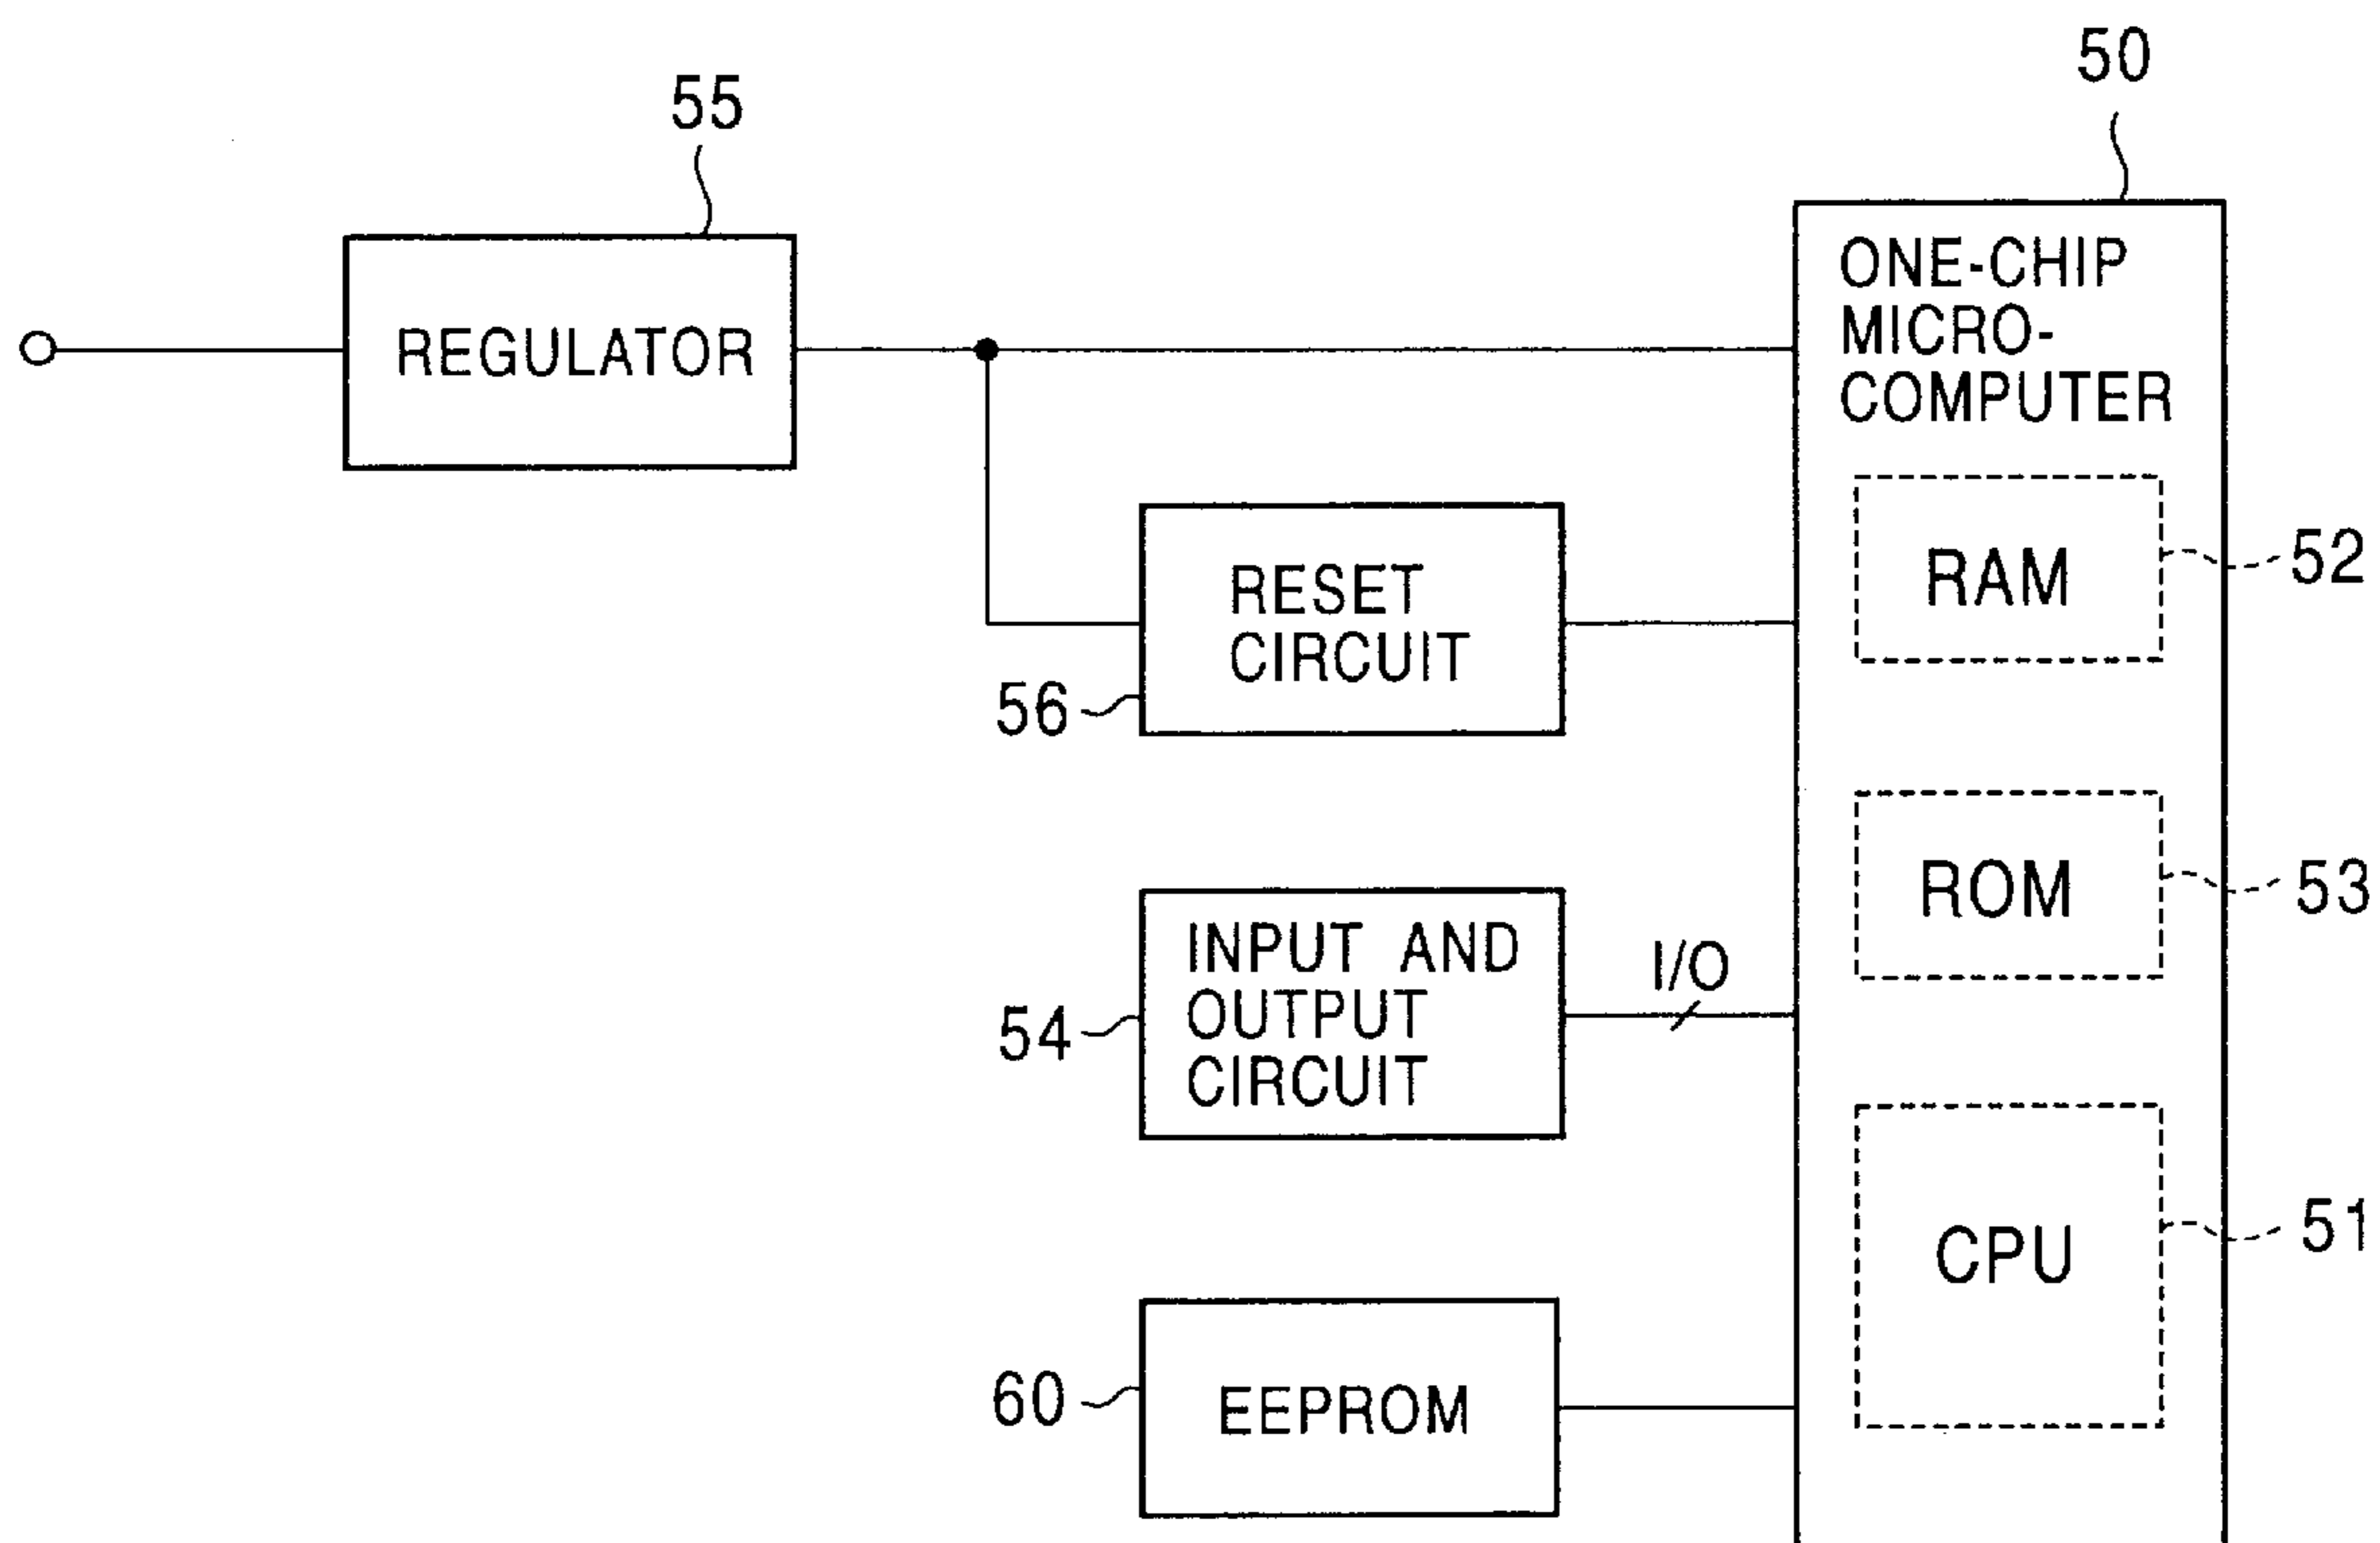 50
55
REGULATOR
ONE-CHIP
MICRO-
COMPUTER
RESET
CIRCUIT
56
RAM
52
ROM
53
INPUT AND
OUTPUT
CIRCUIT
54
I/O
CPU
51
EEPROM
60